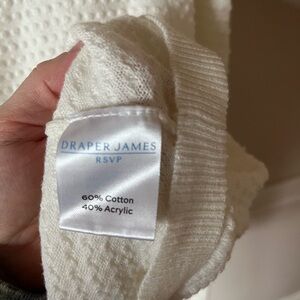 DRAPER JAMES
RSVP
60% Cotton
40% Acrylic